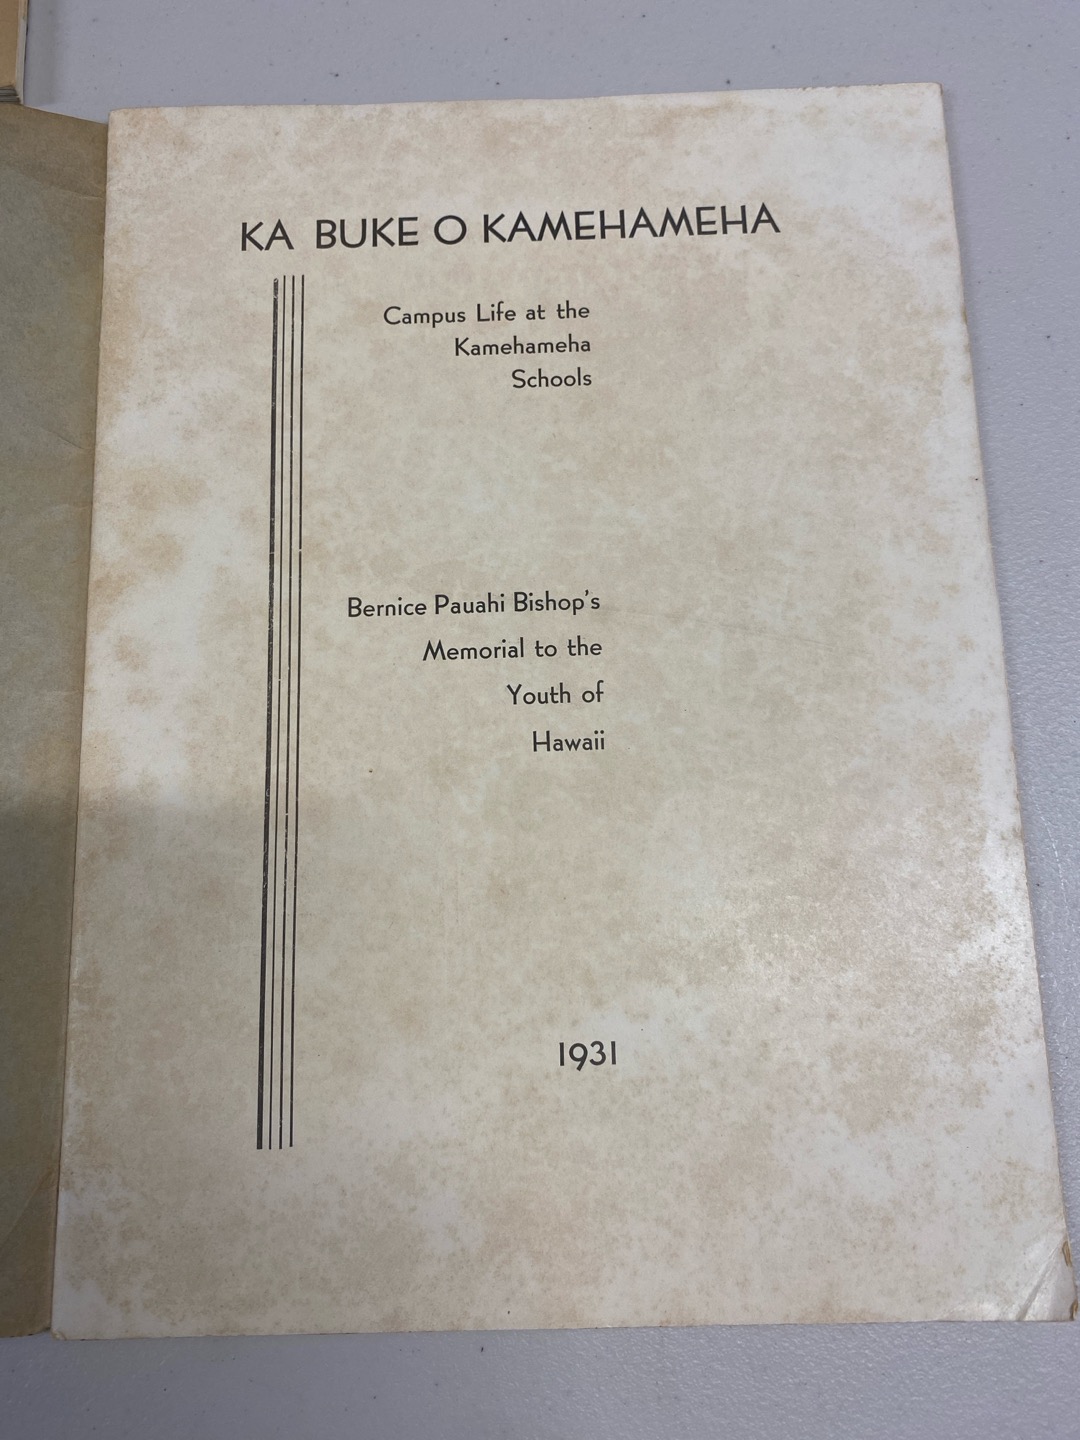 KA BUKE O KAMEHAMEHA
Campus Life at the
Kamehameha
Schools
Bernice Pauahi Bishop's
Memorial to the
Youth of
Hawaii
1931